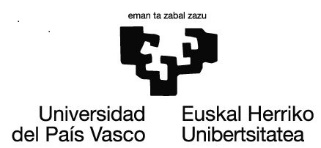 eman ta zabal zazu
Universidad
del País Vasco
Euskal Herriko
Unibertsitatea